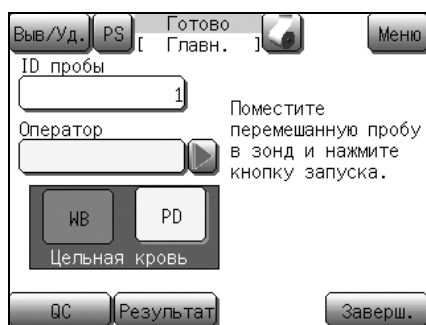 Выв/Уд. PS Готово Меню
[ Главн. ]
ID пробы
1
Оператор
Поместите
перемешанную пробу
в зонд и нажмите
кнопку запуска.
WB PD
Цельная кровь
QC Результат Заверш.